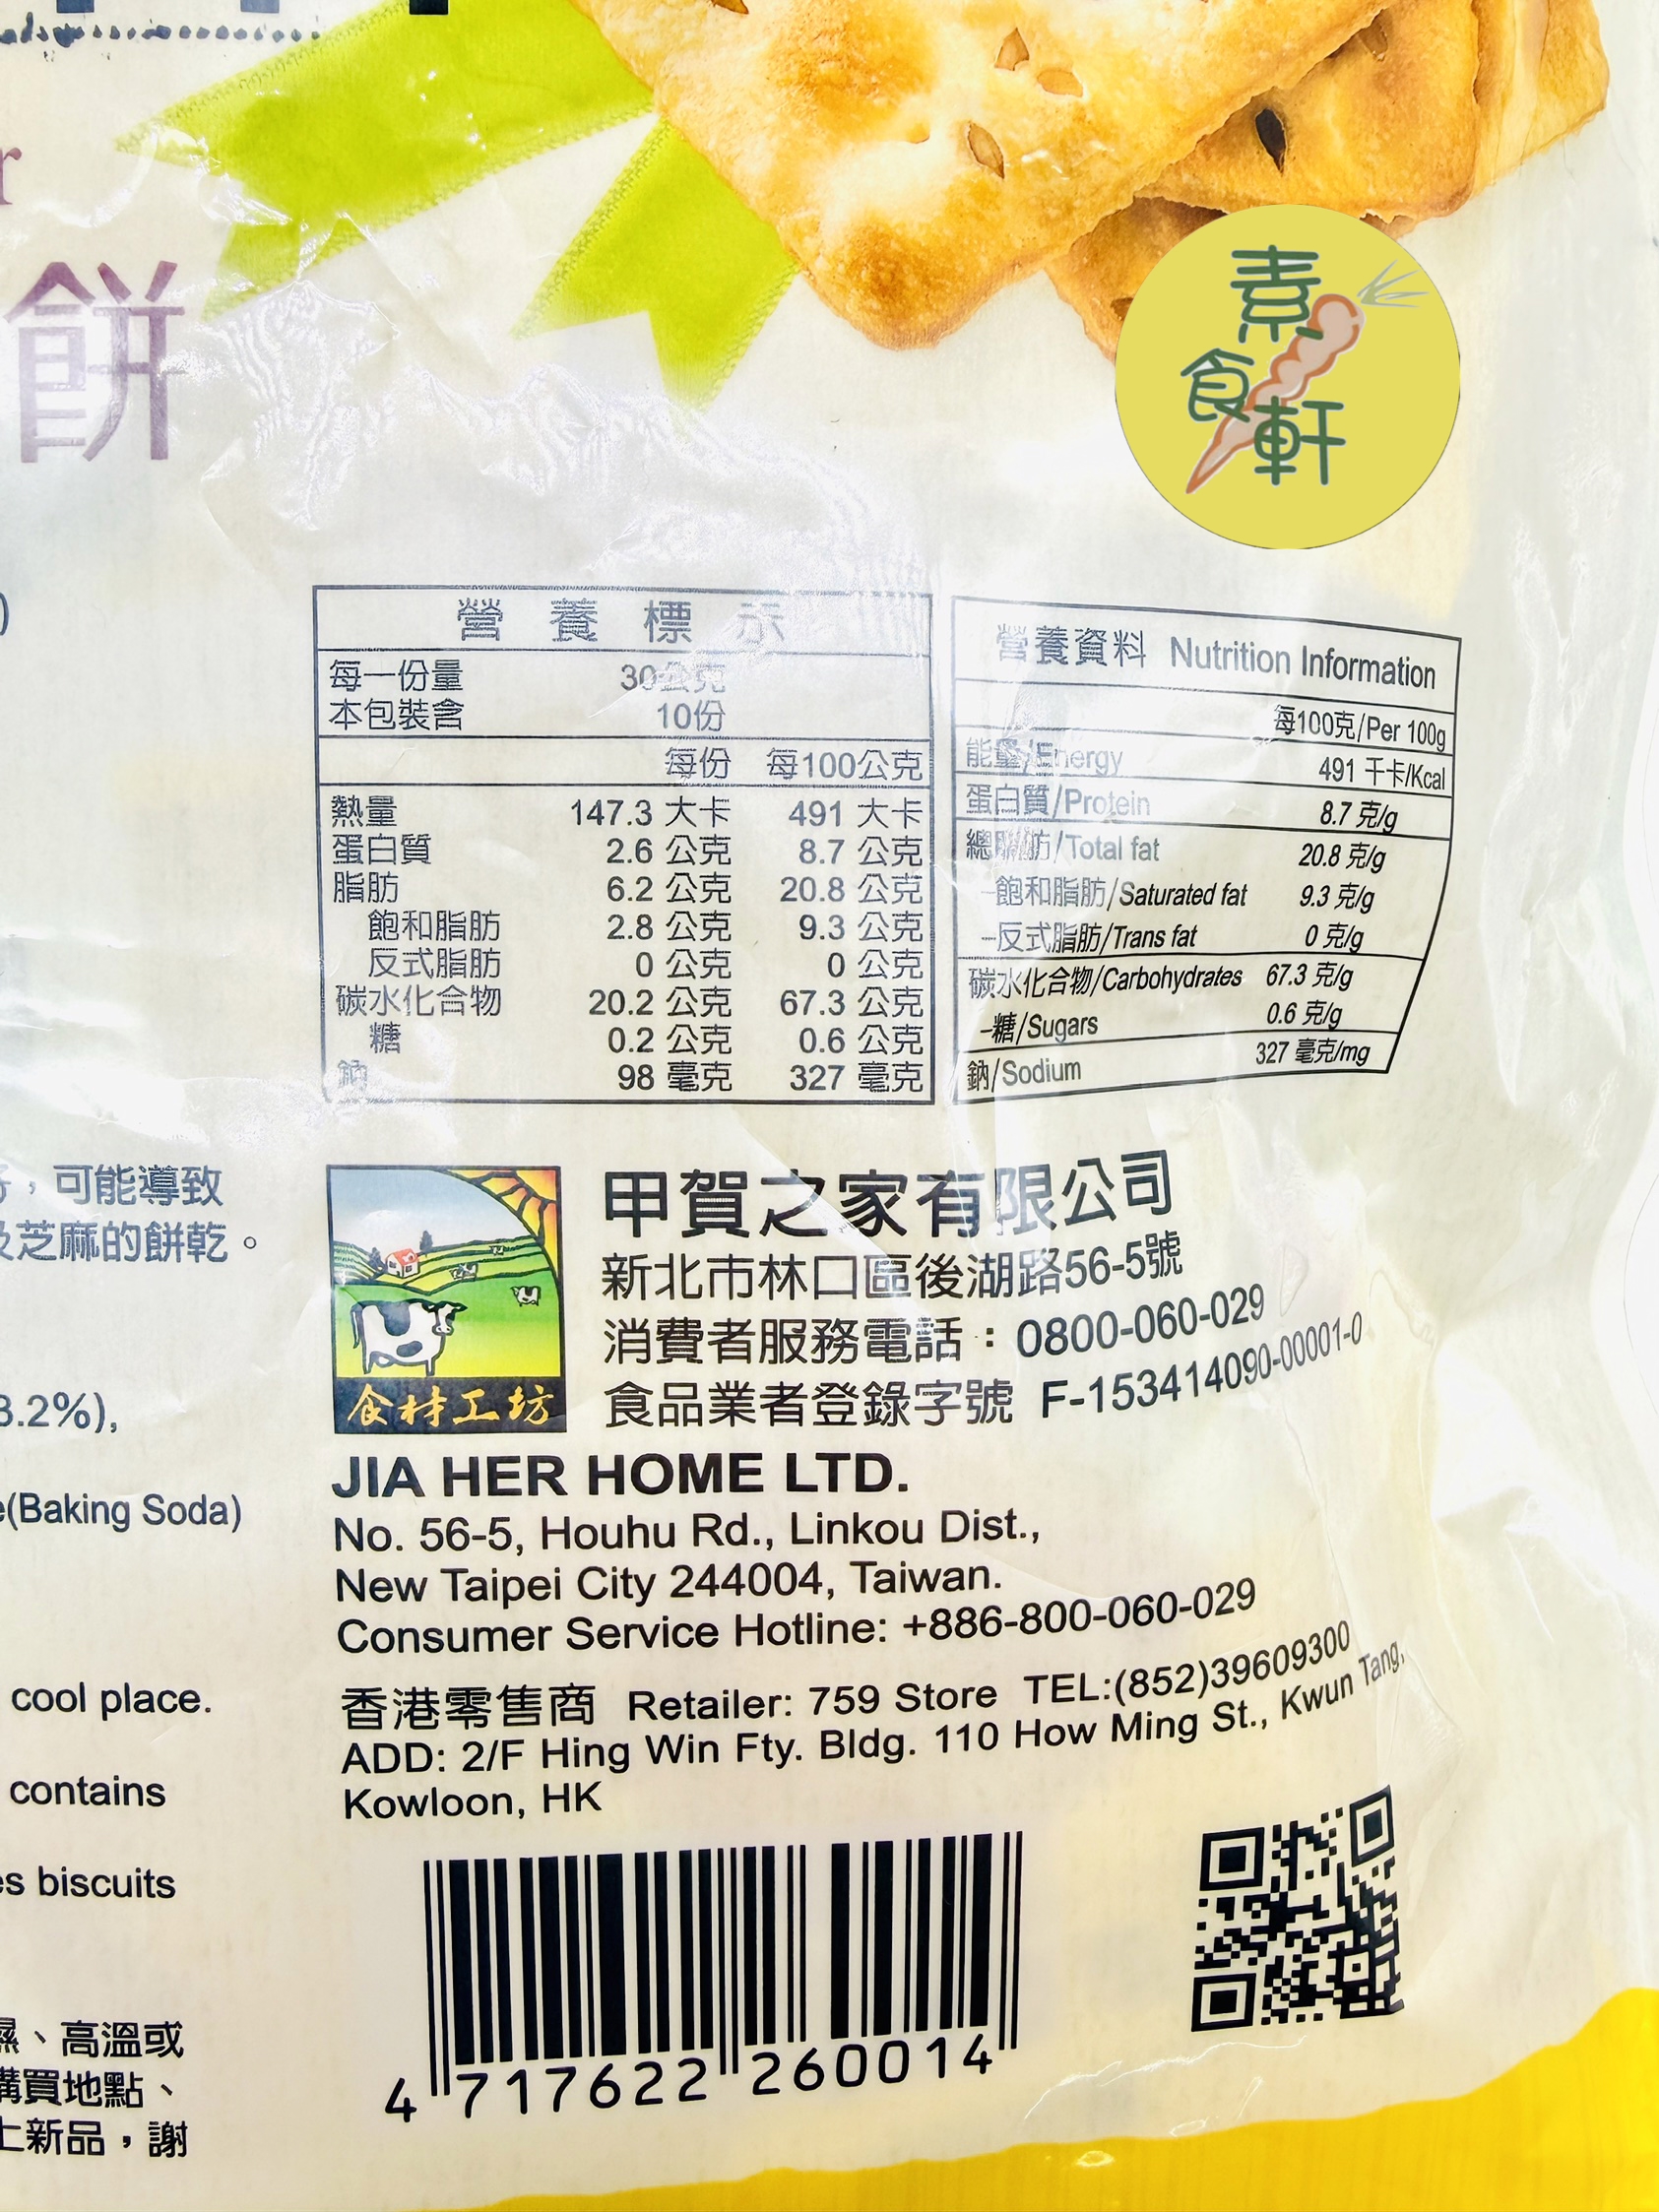 餅
素
食
軒
營養標示
每一份量 30公克
本包裝含 10份
每份 每100公克
熱量 147.3 大卡 491 大卡
蛋白質 2.6 公克 8.7 公克
脂肪 6.2 公克 20.8 公克
飽和脂肪 2.8 公克 9.3 公克
反式脂肪 0 公克 0 公克
碳水化合物 20.2 公克 67.3 公克
糖 0.2 公克 0.6 公克
鈉 98 毫克 327 毫克
營養資料 Nutrition Information
每100克/Per 100g
能量/Energy 491 千卡/Kcal
蛋白質/Protein 8.7 克/g
總脂肪/Total fat 20.8 克/g
–飽和脂肪/Saturated fat 9.3 克/g
–反式脂肪/Trans fat 0 克/g
碳水化合物/Carbohydrates 67.3 克/g
–糖/Sugars 0.6 克/g
鈉/Sodium 327 毫克/mg
，可能導致
芝麻的餅乾。
3.2%),
(Baking Soda)
cool place.
contains
biscuits
、高溫或
購買地點、
上新品，謝
食材工坊
甲賀之家有限公司
新北市林口區後湖路56-5號
消費者服務電話：0800-060-029
食品業者登錄字號 F-153414090-00001-0
JIA HER HOME LTD.
No. 56-5, Houhu Rd., Linkou Dist.,
New Taipei City 244004, Taiwan.
Consumer Service Hotline: +886-800-060-029
香港零售商 Retailer: 759 Store TEL:(852)39609300
ADD: 2/F Hing Win Fty. Bldg. 110 How Ming St., Kwun Tang,
Kowloon, HK
4 717622 260014